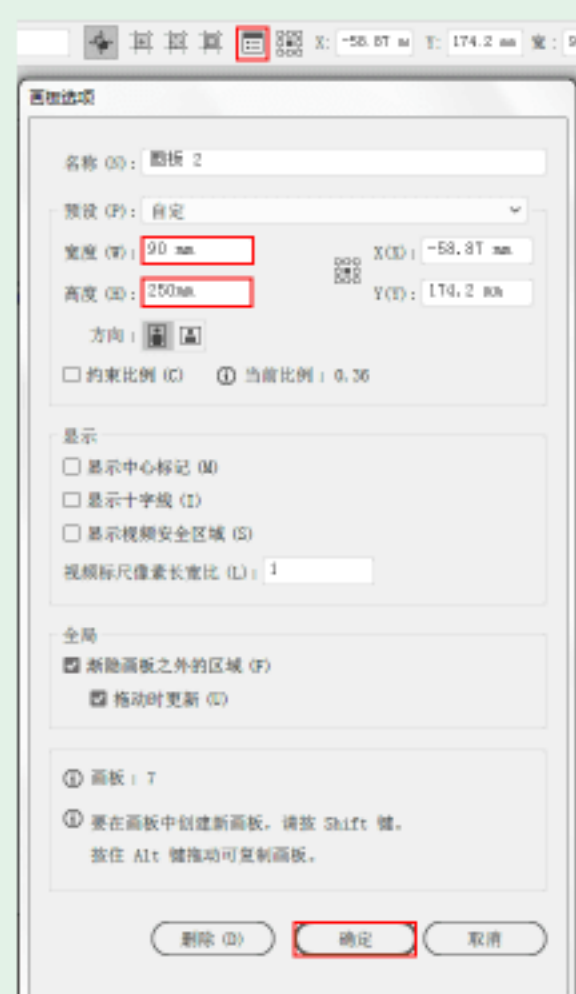 X: -58.87 m Y: 174.2 mm 宽: 9
画板选项
名称 (N): 画板 2
预设 (P): 自定
宽度 (W): 90 mm X(X): -58.87 mm
高度 (H): 250mm Y(Y): 174.2 mm
方向:
约束比例 (C) 当前比例: 0.36
显示
显示中心标记 (M)
显示十字线 (I)
显示视频安全区域 (S)
视频标尺像素长宽比 (L): 1
全局
渐隐画板之外的区域 (F)
拖动时更新 (U)
画板: 7
要在画板中创建新画板，请按 Shift 键。
按住 Alt 键拖动可复制画板。
删除 (D) 确定 取消